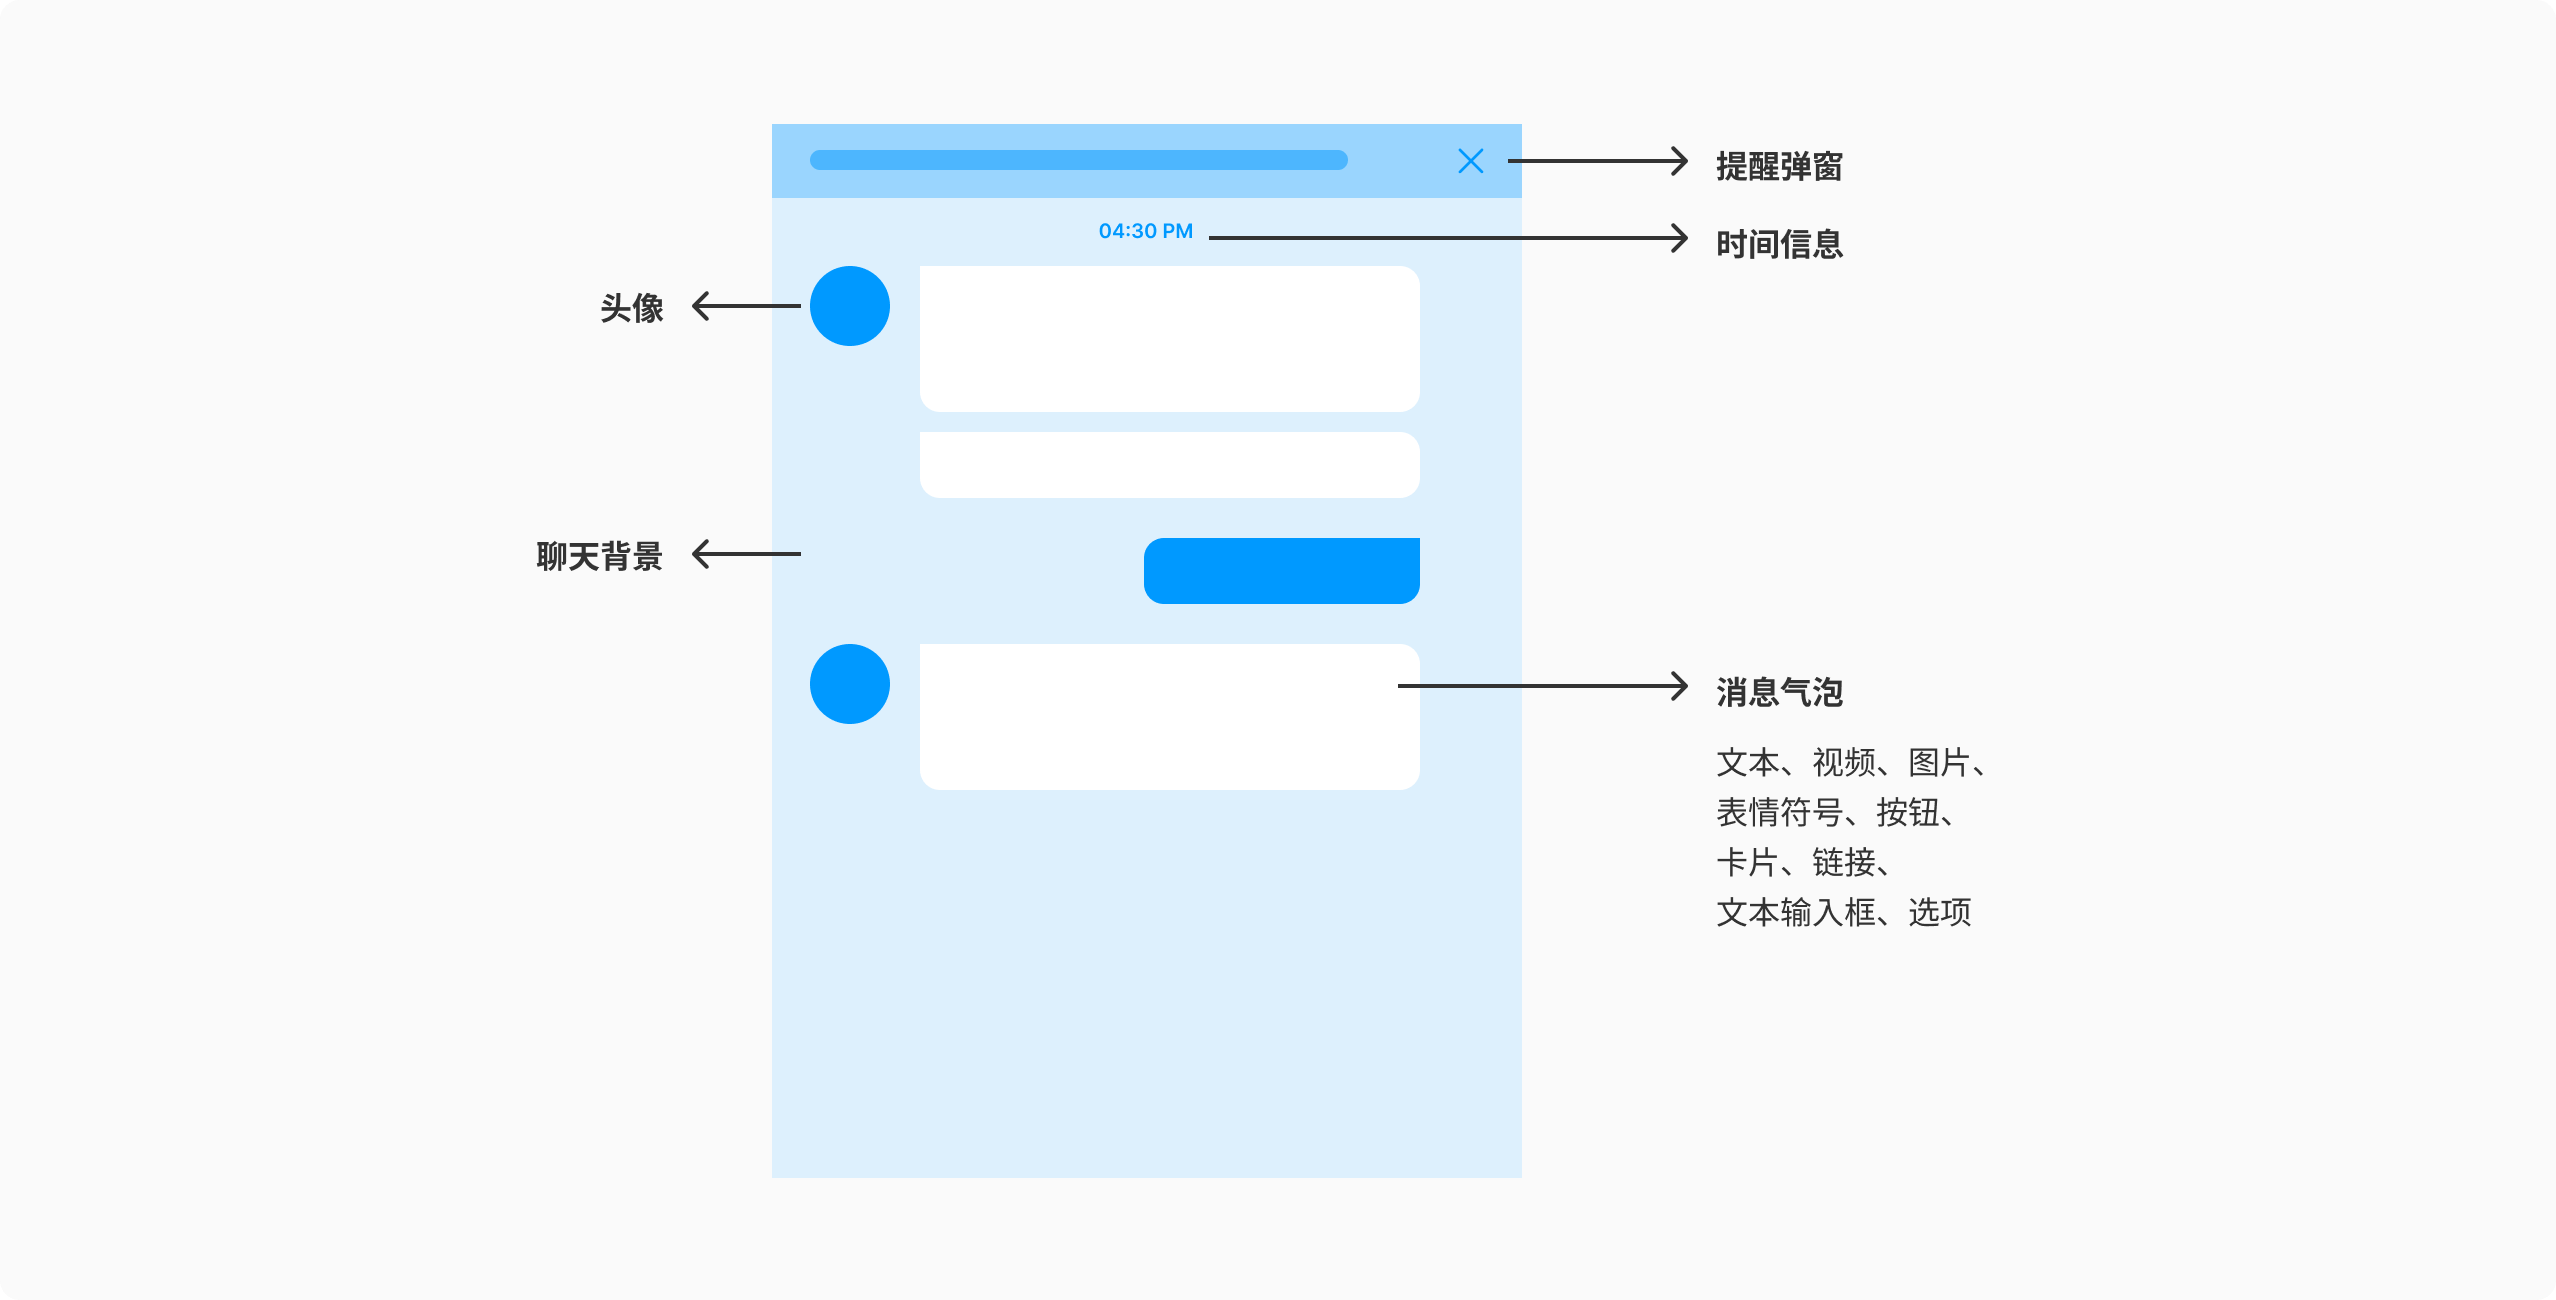 提醒弹窗
04:30 PM
时间信息
头像
聊天背景
消息气泡
文本、视频、图片、
表情符号、按钮、
卡片、链接、
文本输入框、选项